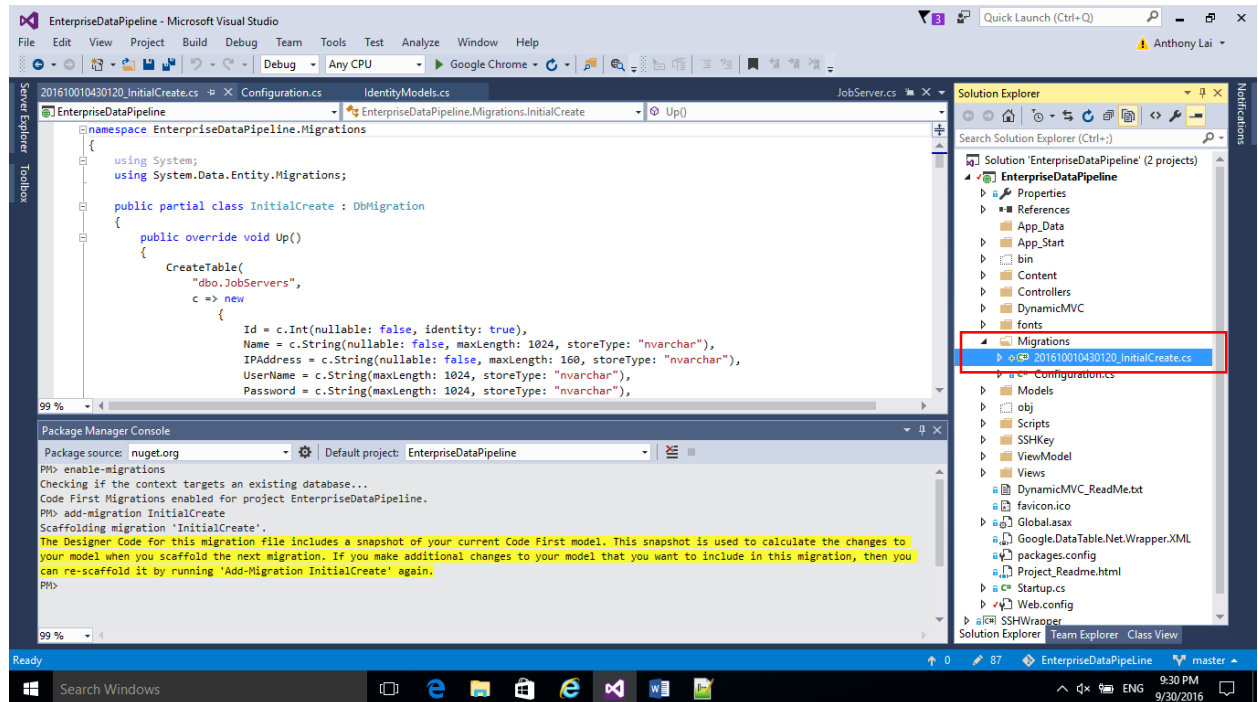 EnterpriseDataPipeline - Microsoft Visual Studio
3
Quick Launch (Ctrl+Q)
File Edit View Project Build Debug Team Tools Test Analyze Window Help
Anthony Lai
Debug Any CPU Google Chrome
Server Explorer
Toolbox
201610010430120_InitialCreate.cs Configuration.cs IdentityModels.cs JobServer.cs
EnterpriseDataPipeline EnterpriseDataPipeline.Migrations.InitialCreate Up()
namespace EnterpriseDataPipeline.Migrations
{
using System;
using System.Data.Entity.Migrations;
public partial class InitialCreate : DbMigration
{
public override void Up()
{
CreateTable(
"dbo.JobServers",
c => new
{
Id = c.Int(nullable: false, identity: true),
Name = c.String(nullable: false, maxLength: 1024, storeType: "nvarchar"),
IPAddress = c.String(nullable: false, maxLength: 160, storeType: "nvarchar"),
UserName = c.String(maxLength: 1024, storeType: "nvarchar"),
Password = c.String(maxLength: 1024, storeType: "nvarchar"),
99 %
Package Manager Console
Package source: nuget.org Default project: EnterpriseDataPipeline
PM> enable-migrations
Checking if the context targets an existing database...
Code First Migrations enabled for project EnterpriseDataPipeline.
PM> add-migration InitialCreate
Scaffolding migration 'InitialCreate'.
The Designer Code for this migration file includes a snapshot of your current Code First model. This snapshot is used to calculate the changes to
your model when you scaffold the next migration. If you make additional changes to your model that you want to include in this migration, then you
can re-scaffold it by running 'Add-Migration InitialCreate' again.
PM>
99 %
Solution Explorer
Search Solution Explorer (Ctrl+;)
Solution 'EnterpriseDataPipeline' (2 projects)
EnterpriseDataPipeline
Properties
References
App_Data
App_Start
bin
Content
Controllers
DynamicMVC
fonts
Migrations
201610010430120_InitialCreate.cs
Configuration.cs
Models
obj
Scripts
SSHKey
ViewModel
Views
DynamicMVC_ReadMe.txt
favicon.ico
Global.asax
Google.DataTable.Net.Wrapper.XML
packages.config
Project_Readme.html
Startup.cs
Web.config
SSHWrapper
Solution Explorer Team Explorer Class View
Notifications
Ready 0 87 EnterpriseDataPipeLine master
Search Windows
ENG
9:30 PM
9/30/2016